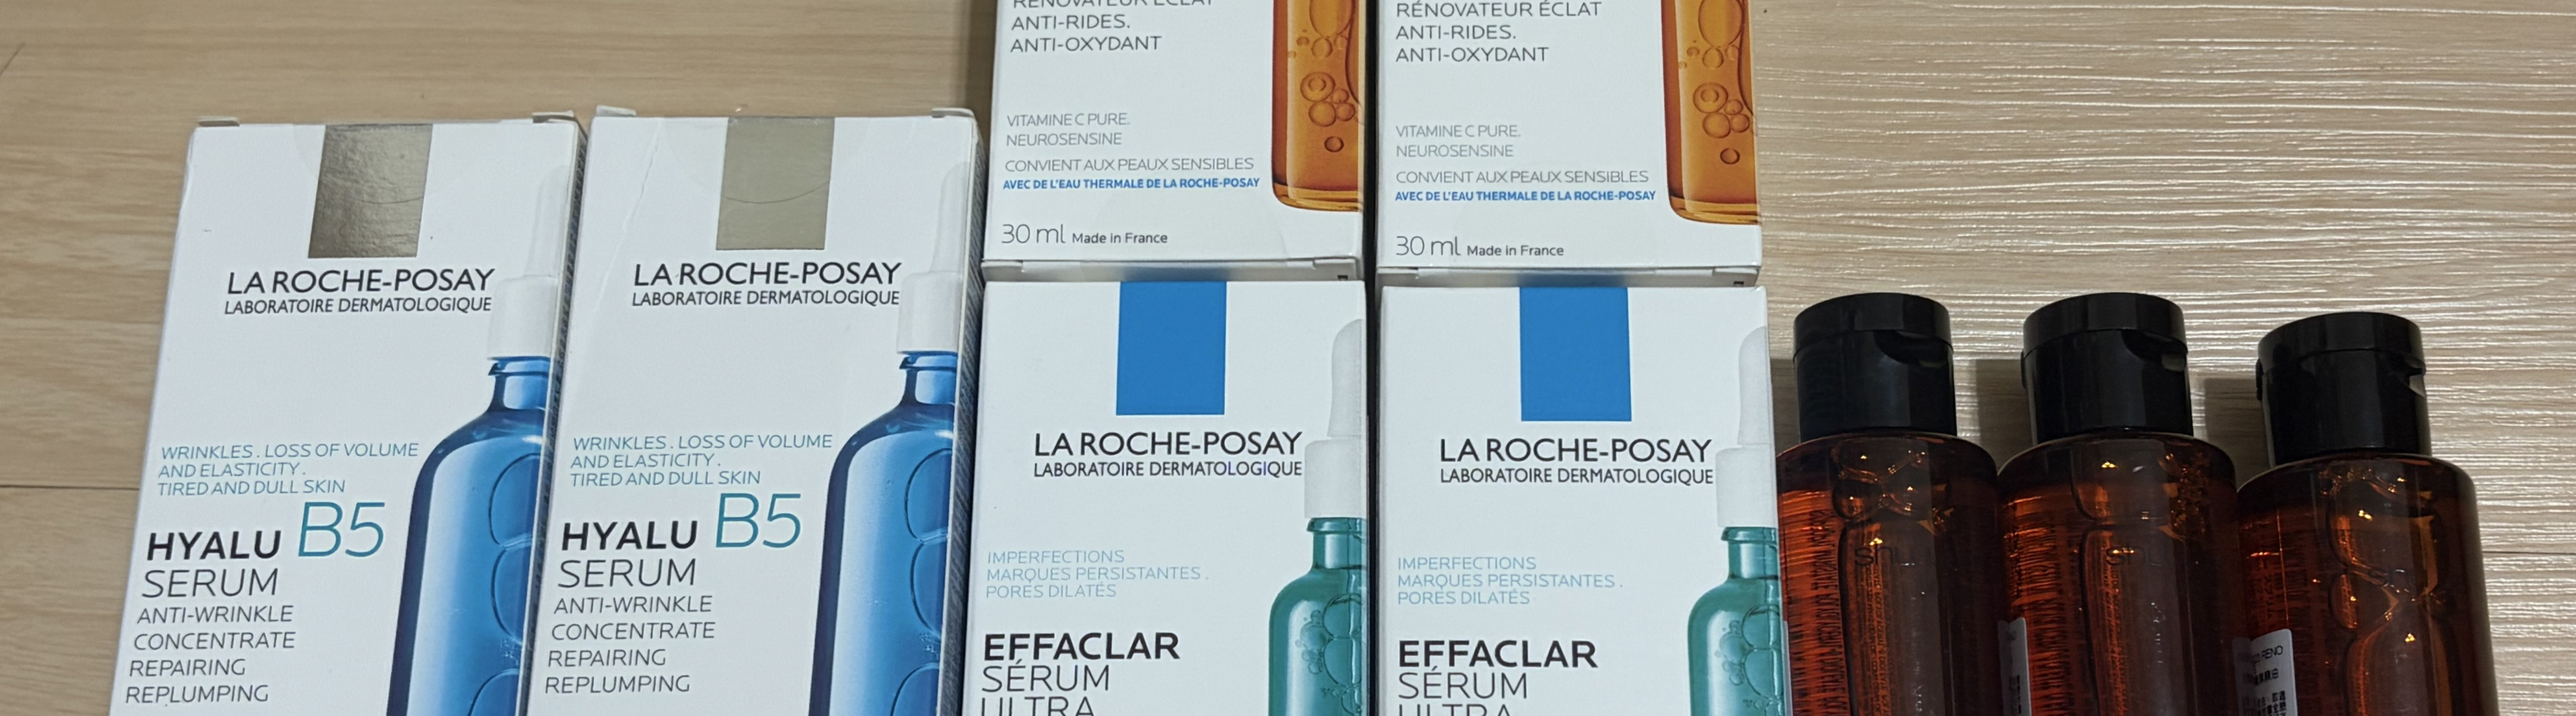 RÉNOVATEUR ÉCLAT
ANTI-RIDES.
ANTI-OXYDANT
VITAMINE C PURE.
NEUROSENSINE
CONVIENT AUX PEAUX SENSIBLES
AVEC DE L'EAU THERMALE DE LA ROCHE-POSAY
30 ml Made in France
RÉNOVATEUR ÉCLAT
ANTI-RIDES.
ANTI-OXYDANT
VITAMINE C PURE.
NEUROSENSINE
CONVIENT AUX PEAUX SENSIBLES
AVEC DE L'EAU THERMALE DE LA ROCHE-POSAY
30 ml Made in France
LA ROCHE-POSAY
LABORATOIRE DERMATOLOGIQUE
WRINKLES . LOSS OF VOLUME
AND ELASTICITY .
TIRED AND DULL SKIN
HYALU B5
SERUM
ANTI-WRINKLE
CONCENTRATE
REPAIRING
REPLUMPING
LA ROCHE-POSAY
LABORATOIRE DERMATOLOGIQUE
WRINKLES . LOSS OF VOLUME
AND ELASTICITY .
TIRED AND DULL SKIN
HYALU B5
SERUM
ANTI-WRINKLE
CONCENTRATE
REPAIRING
REPLUMPING
LA ROCHE-POSAY
LABORATOIRE DERMATOLOGIQUE
IMPERFECTIONS
MARQUES PERSISTANTES .
PORES DILATÉS
EFFACLAR
SÉRUM
ULTRA
LA ROCHE-POSAY
LABORATOIRE DERMATOLOGIQUE
IMPERFECTIONS
MARQUES PERSISTANTES .
PORES DILATÉS
EFFACLAR
SÉRUM
ULTRA